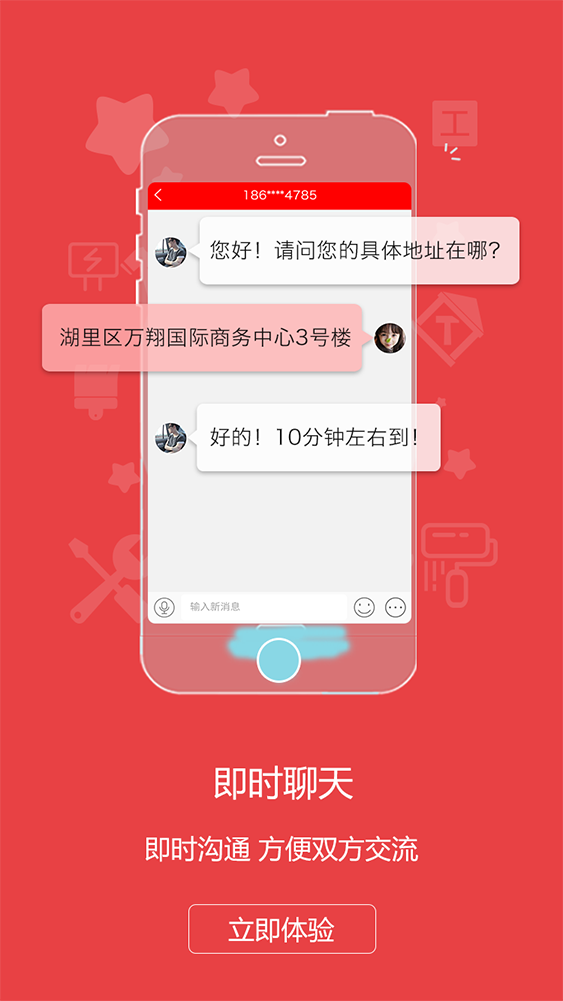 工
186****4785
您好！请问您的具体地址在哪？
湖里区万翔国际商务中心3号楼
T
好的！10分钟左右到！
输入新消息
即时聊天
即时沟通 方便双方交流
立即体验